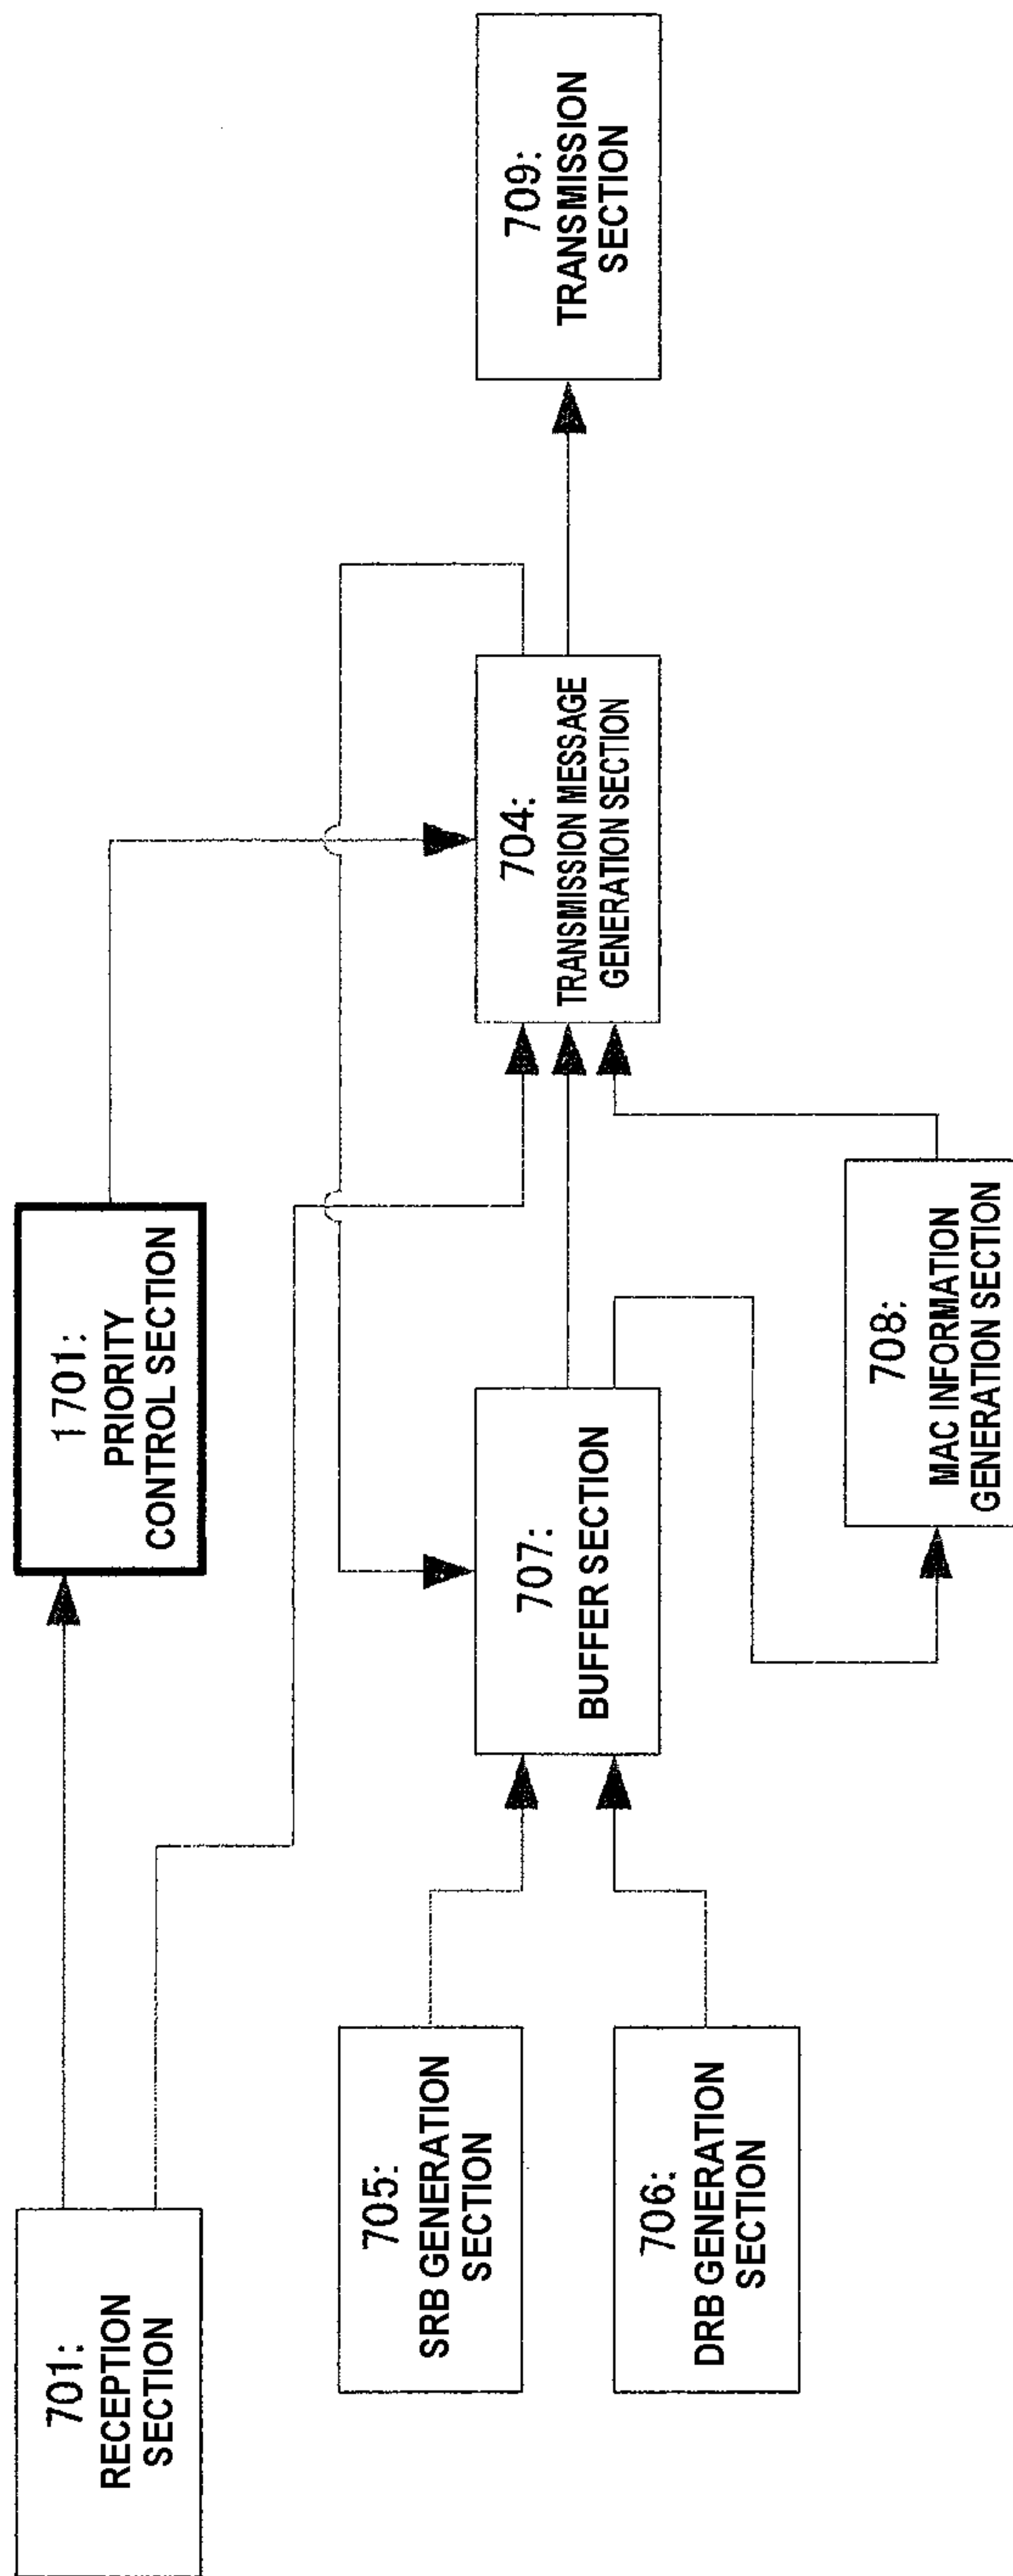 701:
RECEPTION
SECTION
1701:
PRIORITY
CONTROL SECTION
705:
SRB GENERATION
SECTION
706:
DRB GENERATION
SECTION
707:
BUFFER SECTION
708:
MAC INFORMATION
GENERATION SECTION
704:
TRANSMISSION MESSAGE
GENERATION SECTION
709:
TRANSMISSION
SECTION